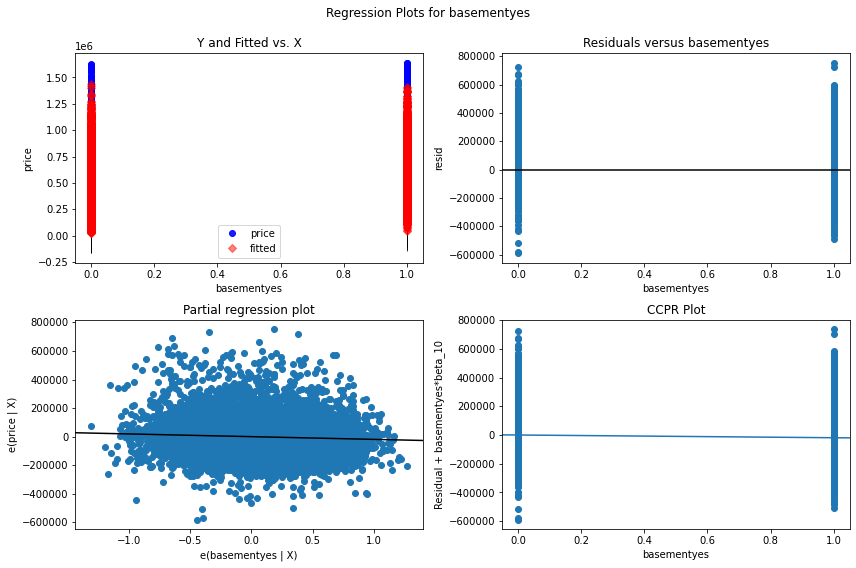 Regression Plots for basementyes
Y and Fitted vs. X
1e6
1.50
1.25
1.00
0.75
0.50
0.25
0.00
−0.25
price
price
fitted
0.0 0.2 0.4 0.6 0.8 1.0
basementyes
Residuals versus basementyes
800000
600000
400000
200000
0
−200000
−400000
−600000
resid
0.0 0.2 0.4 0.6 0.8 1.0
basementyes
Partial regression plot
800000
600000
400000
200000
0
−200000
−400000
−600000
e(price | X)
−1.0 −0.5 0.0 0.5 1.0
e(basementyes | X)
CCPR Plot
800000
600000
400000
200000
0
−200000
−400000
−600000
Residual + basementyes*beta_10
0.0 0.2 0.4 0.6 0.8 1.0
basementyes